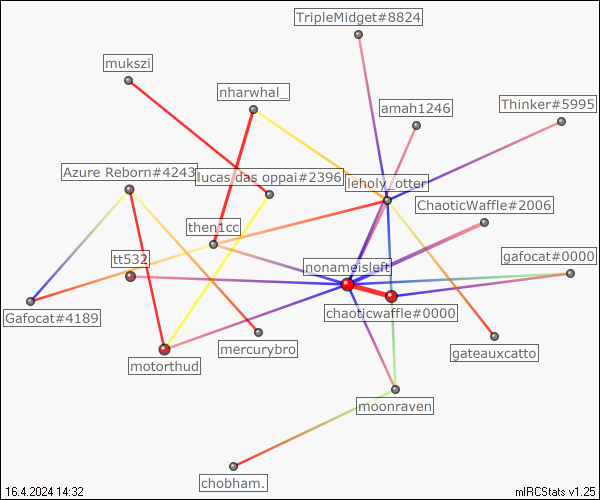 TripleMidget#8824
mukszi
nharwhal_
amah1246
Thinker#5995
Azure Reborn#4243
lucas das oppai#2396
leholy_otter
ChaoticWaffle#2006
then1cc
tt532
nonameisleft
gafocat#0000
Gafocat#4189
chaoticwaffle#0000
mercurybro
gateauxcatto
motorthud
moonraven
chobham.
16.4.2024 14:32
mIRCStats v1.25